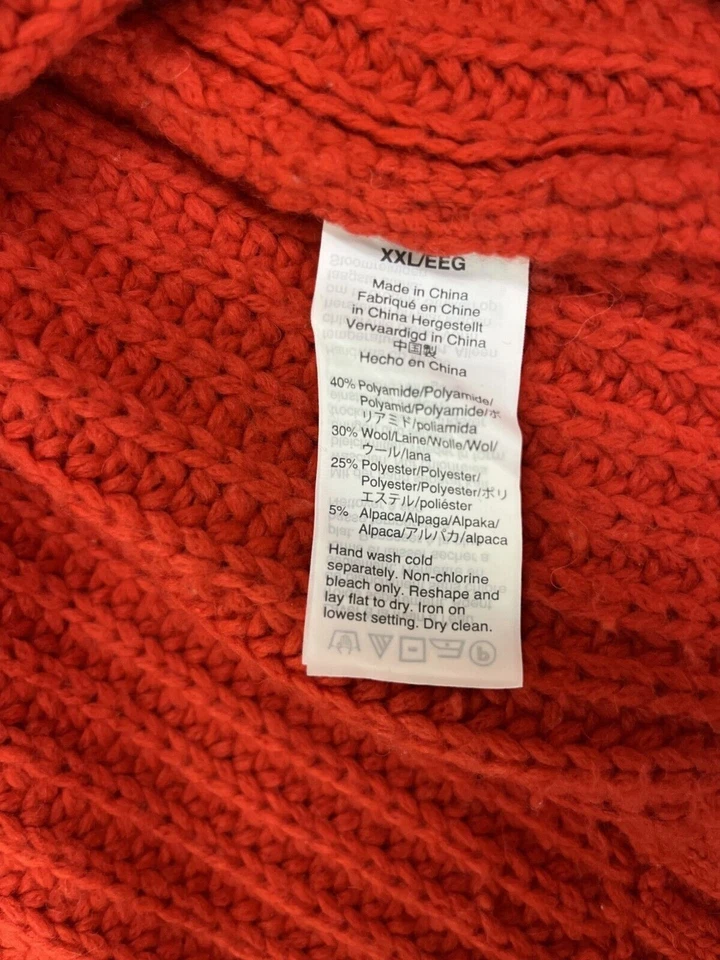 XXL/EEG
Made in China
Fabriqué en Chine
in China Hergestellt
Vervaardigd in China
中国製
Hecho en China
40% Polyamide/Polyamide/
Polyamid/Polyamide/ポ
リアミド/poliamida
30% Wool/Laine/Wolle/Wol/
ウール/lana
25% Polyester/Polyester/
Polyester/Polyester/ポリ
エステル/poliéster
5% Alpaca/Alpaga/Alpaka/
Alpaca/アルパカ/alpaca
Hand wash cold
separately. Non-chlorine
bleach only. Reshape and
lay flat to dry. Iron on
lowest setting. Dry clean.